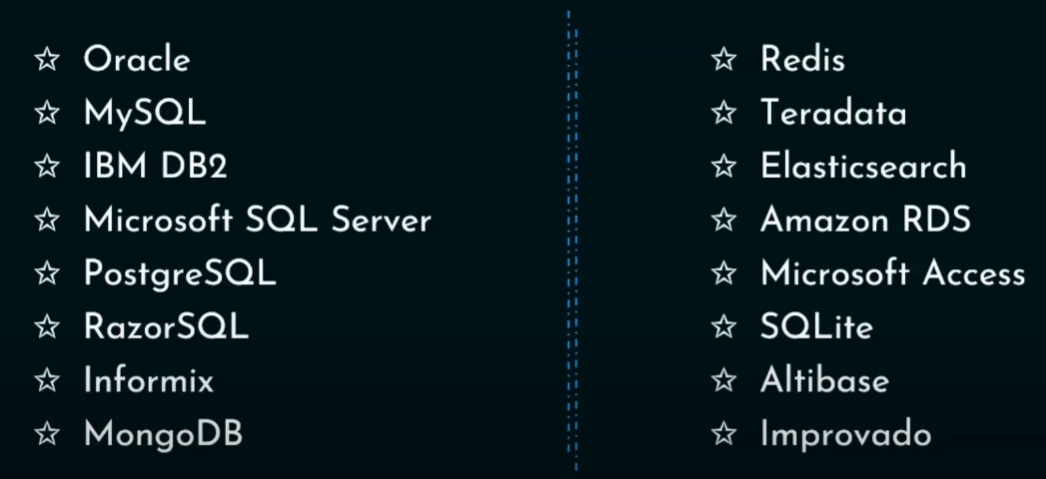 Oracle
MySQL
IBM DB2
Microsoft SQL Server
PostgreSQL
RazorSQL
Informix
MongoDB
Redis
Teradata
Elasticsearch
Amazon RDS
Microsoft Access
SQLite
Altibase
Improvado